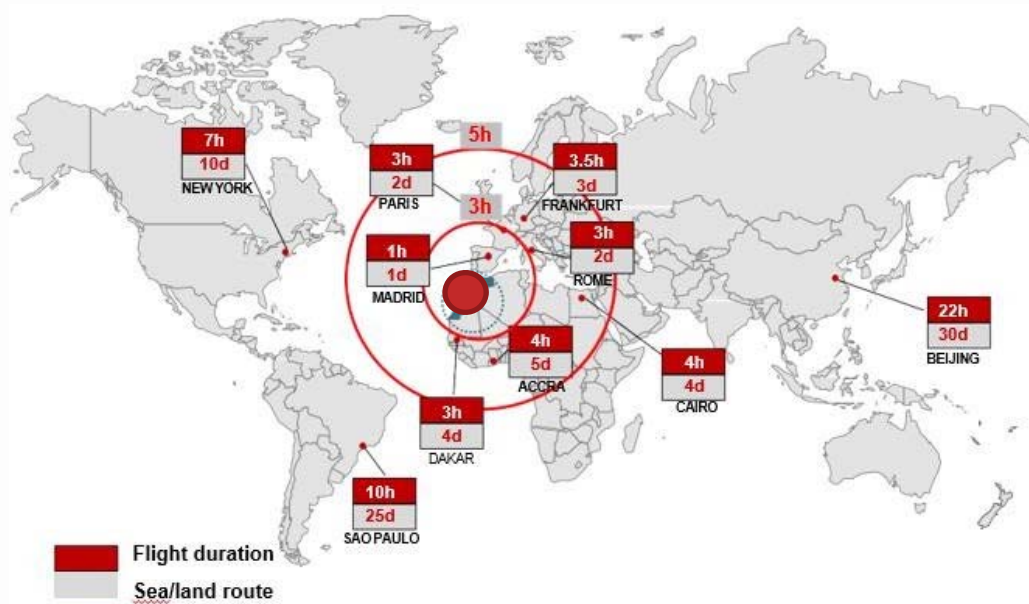 5h
7h
10d
NEW YORK
3h
2d
PARIS
3.5h
3d
FRANKFURT
3h
1h
1d
MADRID
3h
2d
ROME
22h
30d
BEIJING
4h
5d
ACCRA
4h
4d
CAIRO
3h
4d
DAKAR
10h
25d
SAO PAULO
Flight duration
Sea/land route